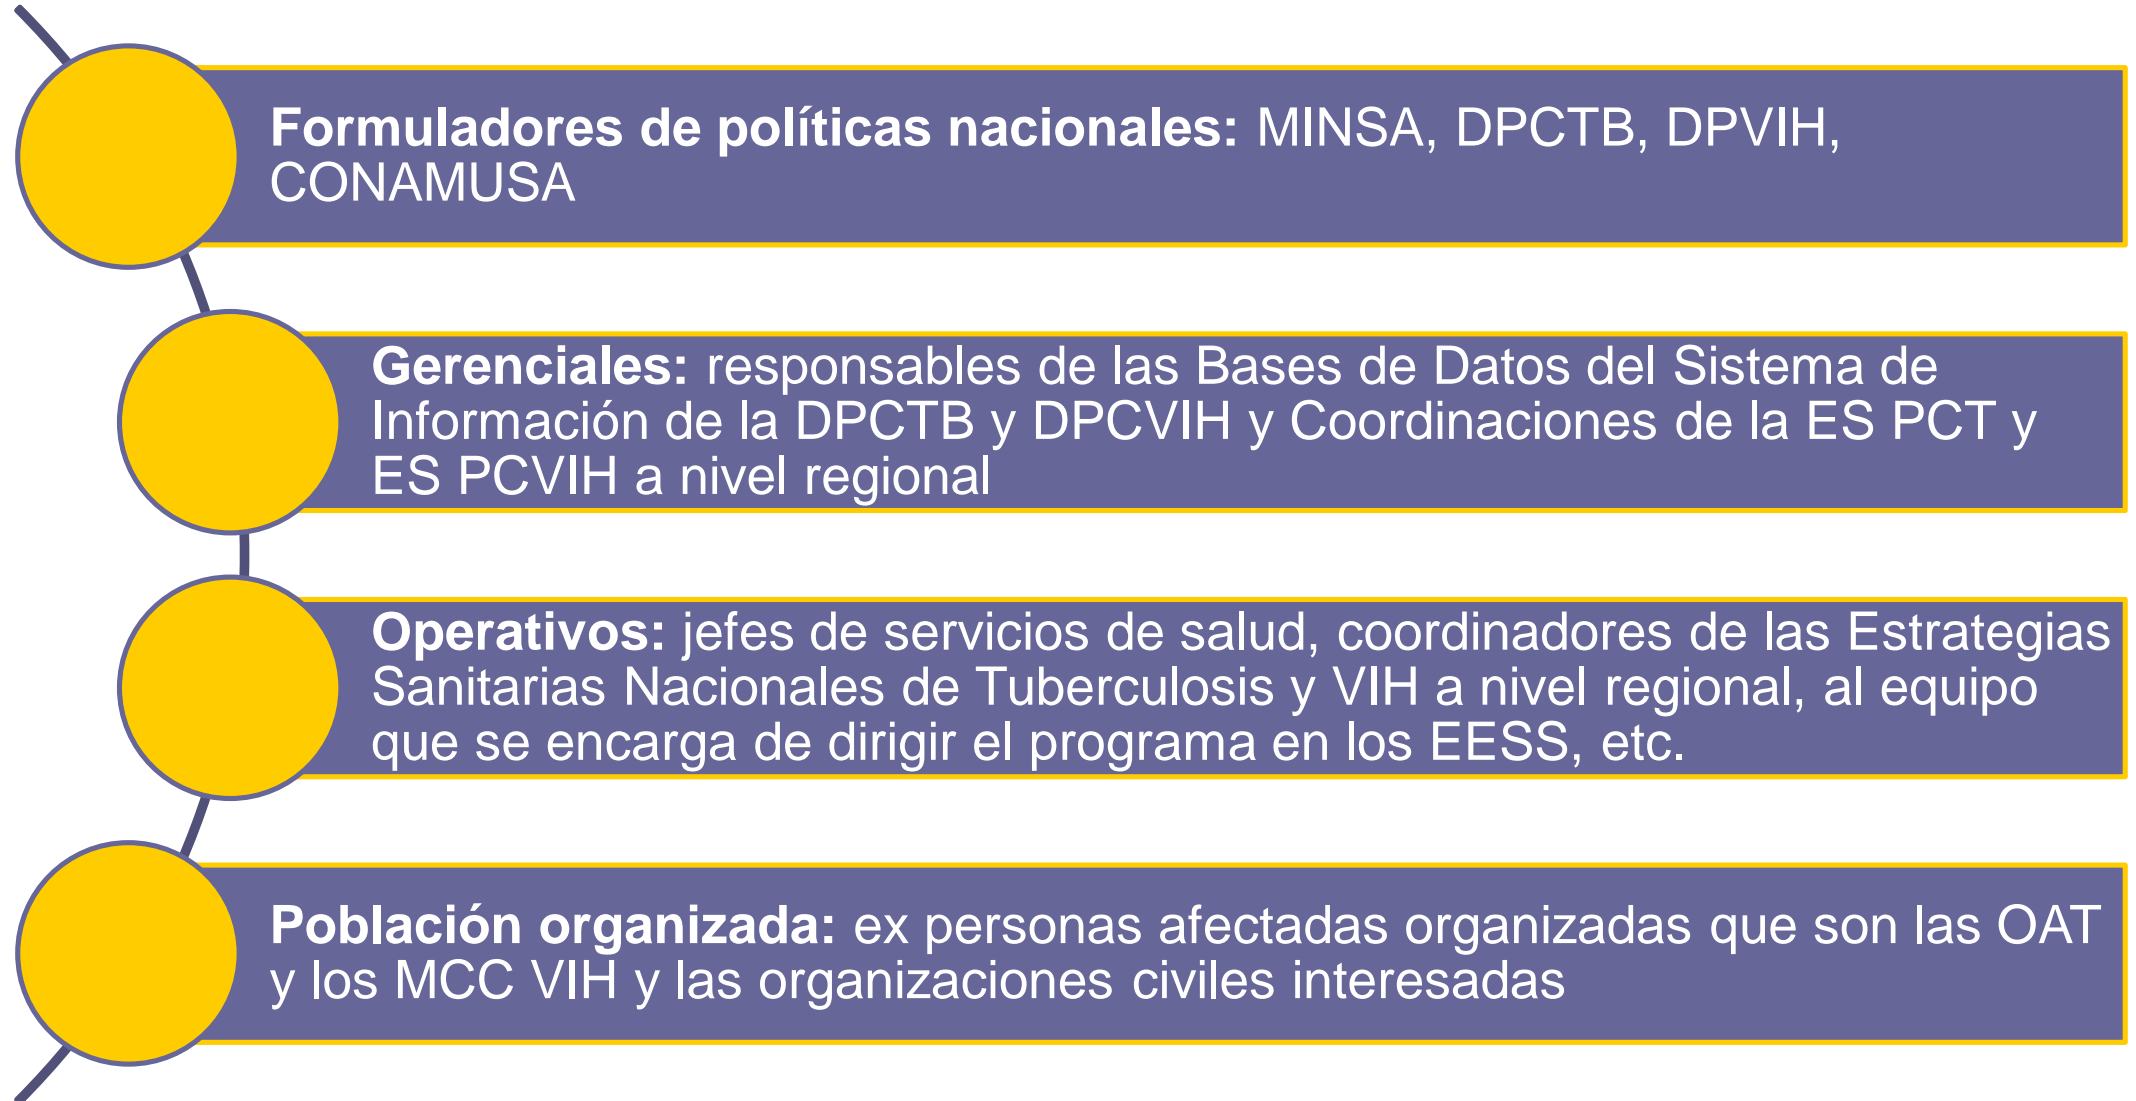 Formuladores de políticas nacionales: MINSA, DPCTB, DPVIH,
CONAMUSA
Gerenciales: responsables de las Bases de Datos del Sistema de
Información de la DPCTB y DPCVIH y Coordinaciones de la ES PCT y
ES PCVIH a nivel regional
Operativos: jefes de servicios de salud, coordinadores de las Estrategias
Sanitarias Nacionales de Tuberculosis y VIH a nivel regional, al equipo
que se encarga de dirigir el programa en los EESS, etc.
Población organizada: ex personas afectadas organizadas que son las OAT
y los MCC VIH y las organizaciones civiles interesadas